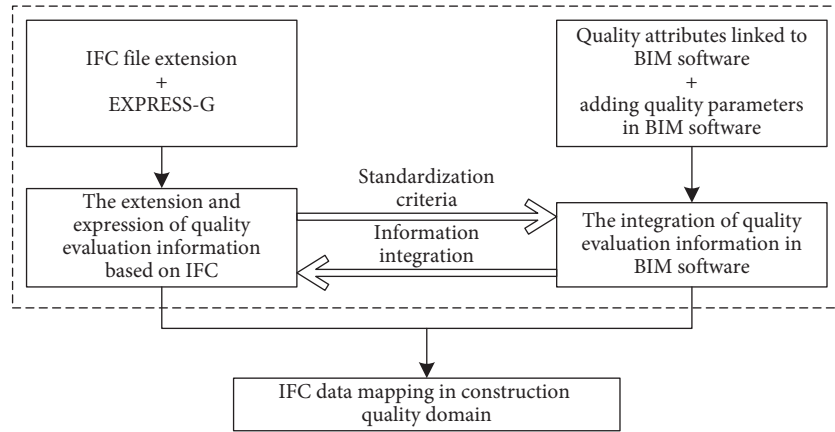 IFC file extension
+
EXPRESS-G
Quality attributes linked to
BIM software
+
adding quality parameters
in BIM software
The extension and
expression of quality
evaluation information
based on IFC
Standardization
criteria
Information
integration
The integration of quality
evaluation information in
BIM software
IFC data mapping in construction
quality domain